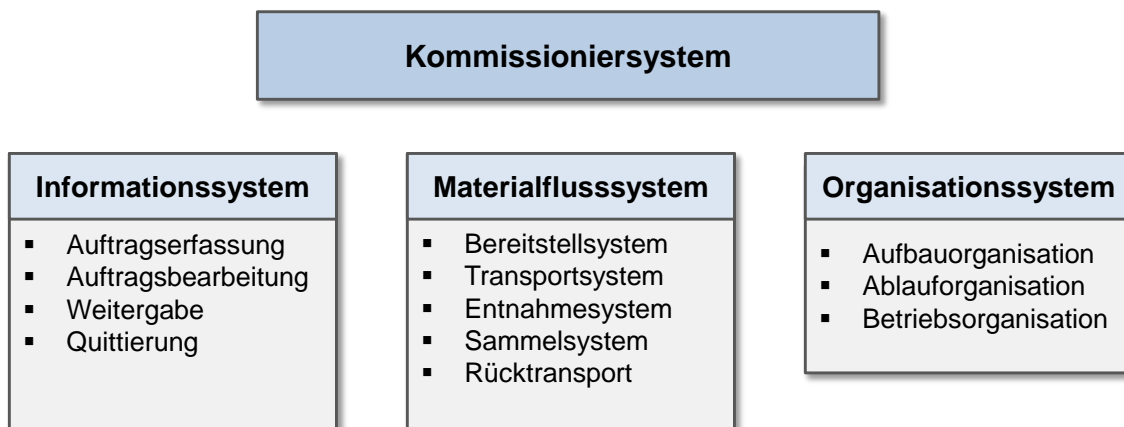 Kommissioniersystem
Informationssystem
▪ Auftragserfassung
▪ Auftragsbearbeitung
▪ Weitergabe
▪ Quittierung
Materialflusssystem
▪ Bereitstellsystem
▪ Transportsystem
▪ Entnahmesystem
▪ Sammelsystem
▪ Rücktransport
Organisationssystem
▪ Aufbauorganisation
▪ Ablauforganisation
▪ Betriebsorganisation